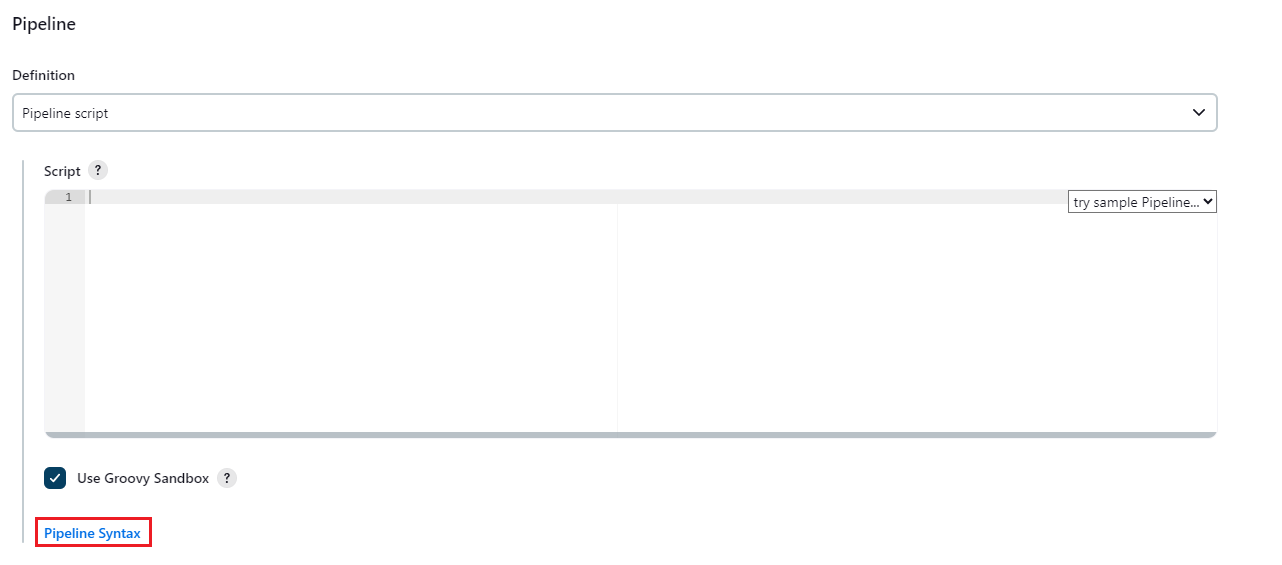 Pipeline
Definition
Pipeline script
Script ?
1
try sample Pipeline...
Use Groovy Sandbox ?
Pipeline Syntax